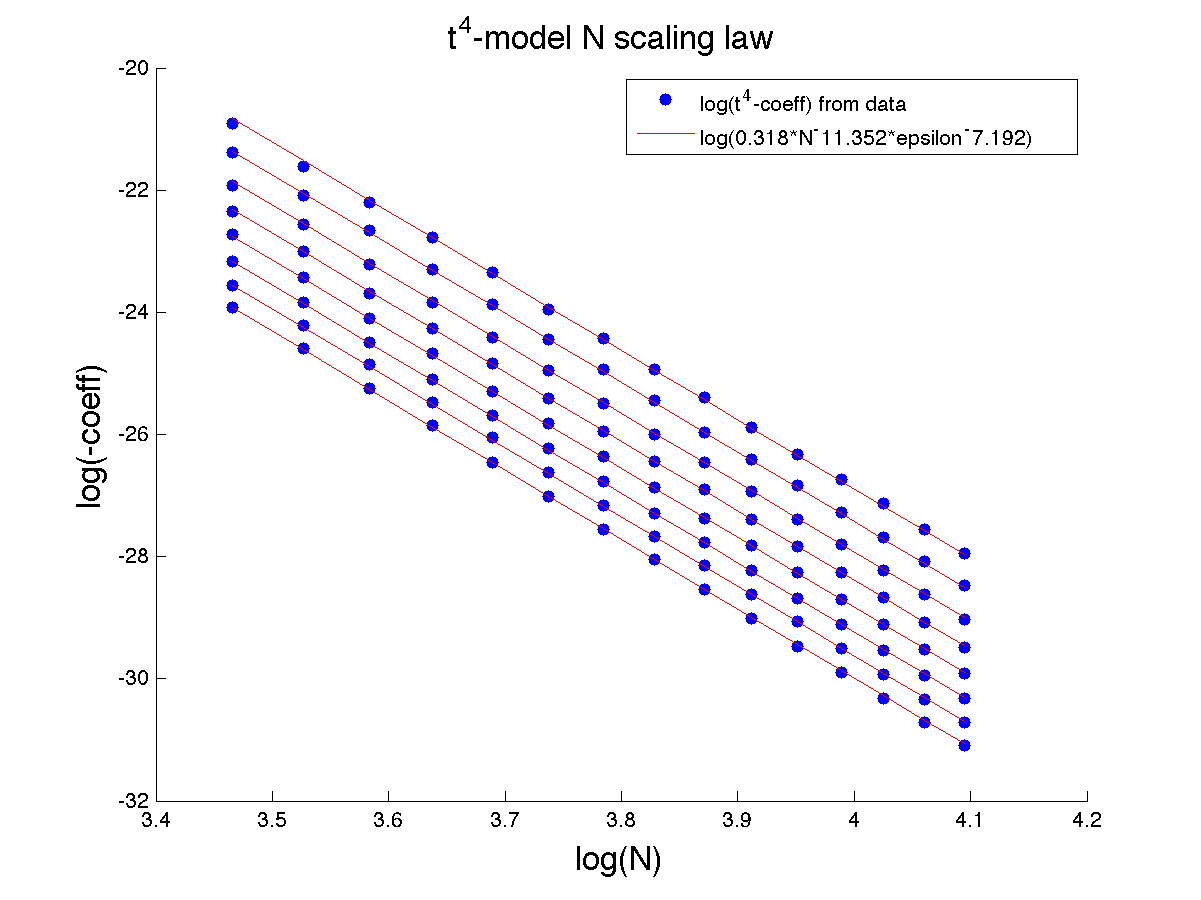 t^4-model N scaling law
log(t^4-coeff) from data
log(0.318*N^-11.352*epsilon^-7.192)
-20
-22
-24
-26
-28
-30
-32
log(-coeff)
3.4 3.5 3.6 3.7 3.8 3.9 4 4.1 4.2
log(N)